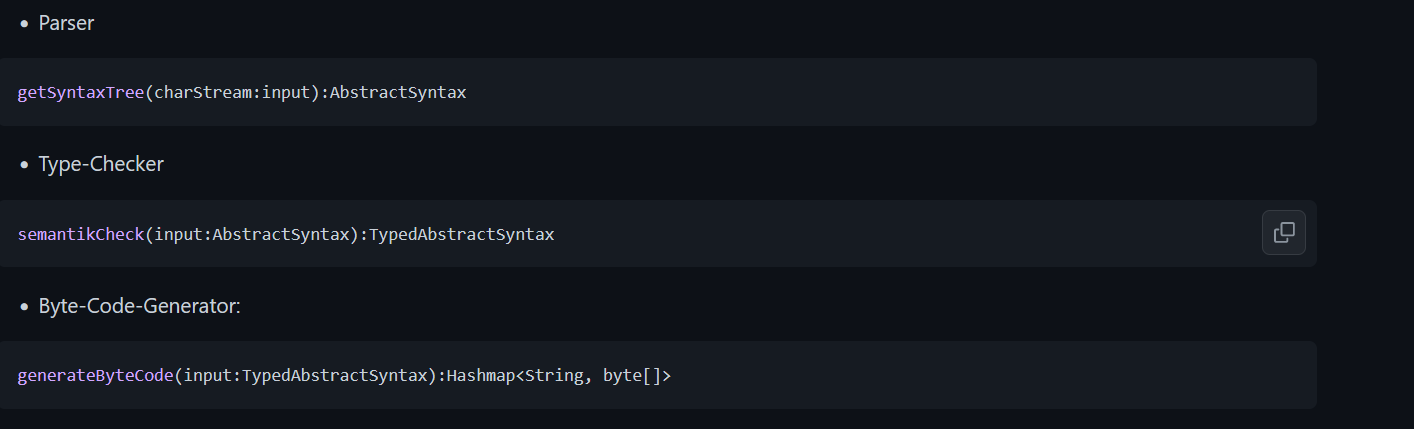 Parser
getSyntaxTree(charStream:input):AbstractSyntax
Type-Checker
semantikCheck(input:AbstractSyntax):TypedAbstractSyntax
Byte-Code-Generator:
generateByteCode(input:TypedAbstractSyntax):Hashmap<String, byte[]>